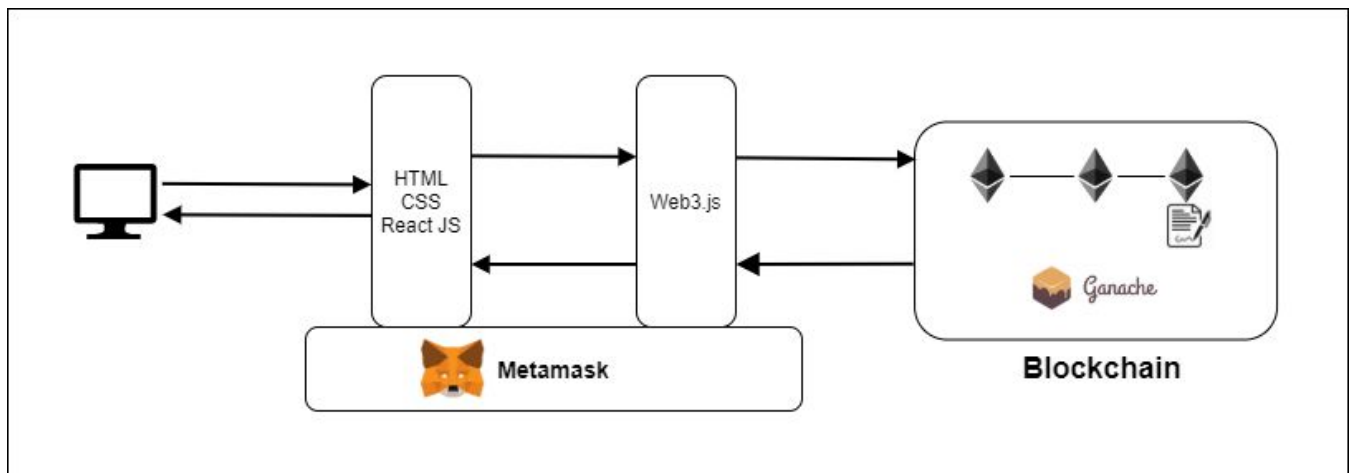 HTML
CSS
React JS
Web3.js
Ganache
Metamask
Blockchain